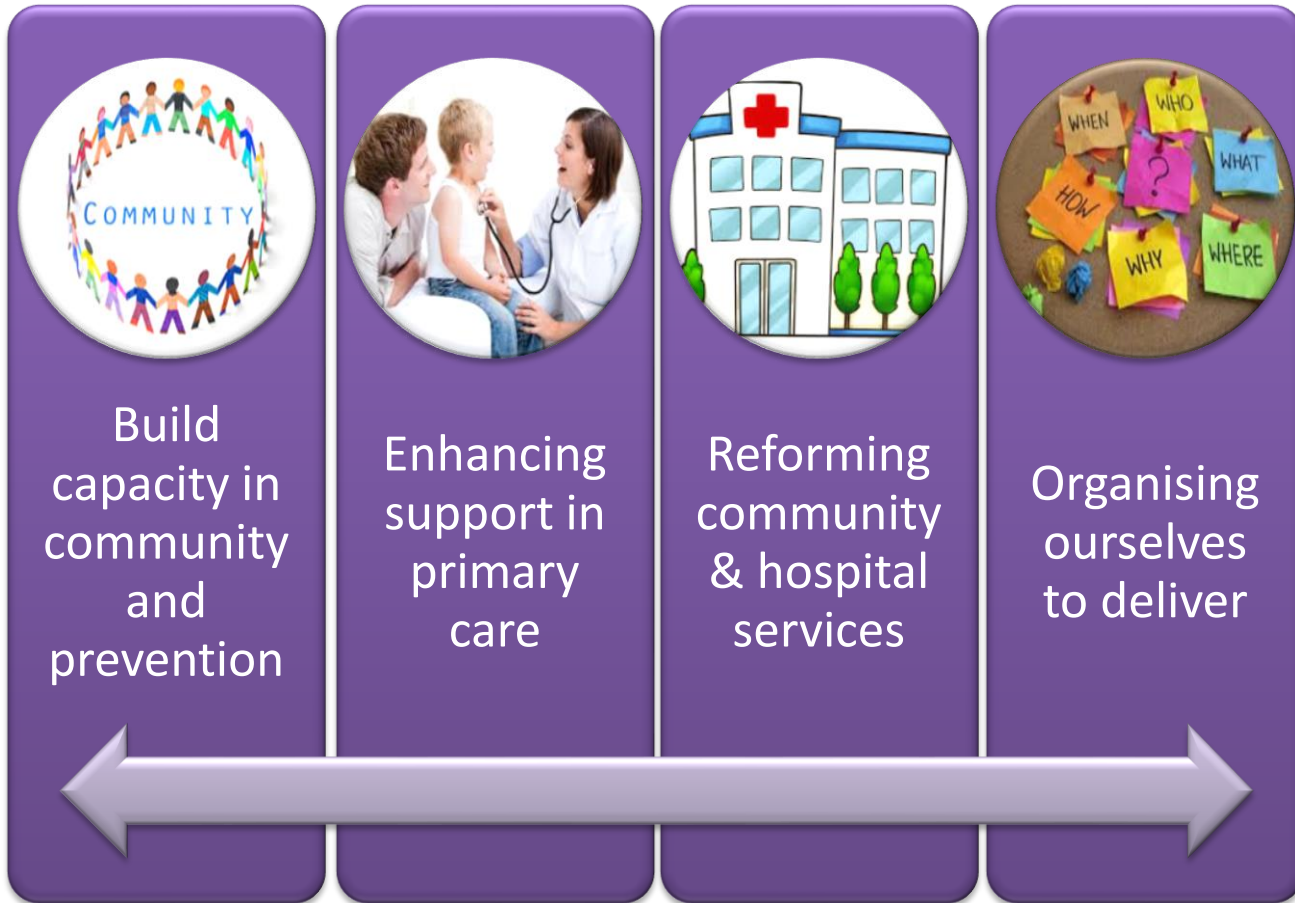 COMMUNITY
WHEN
WHO
WHAT
HOW
?
WHY
WHERE
Build
capacity in
community
and
prevention
Enhancing
support in
primary
care
Reforming
community
& hospital
services
Organising
ourselves
to deliver